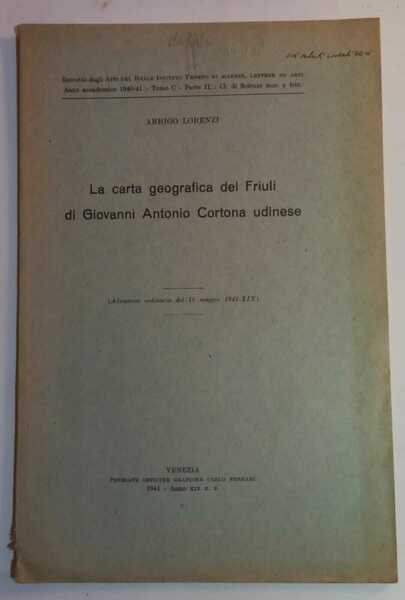 Estratto dagli Atti del Reale Istituto Veneto di scienze, lettere ed arti
Anno accademico 1940-41 - Tomo C - Parte II - Cl. di Scienze mat. e nat.
ARRIGO LORENZI
La carta geografica del Friuli
di Giovanni Antonio Cortona udinese
(Adunanza ordinaria del 11 maggio 1941-XIX)
VENEZIA
PREMIATE OFFICINE GRAFICHE CARLO FERRARI
1941 - Anno XIX E. F.